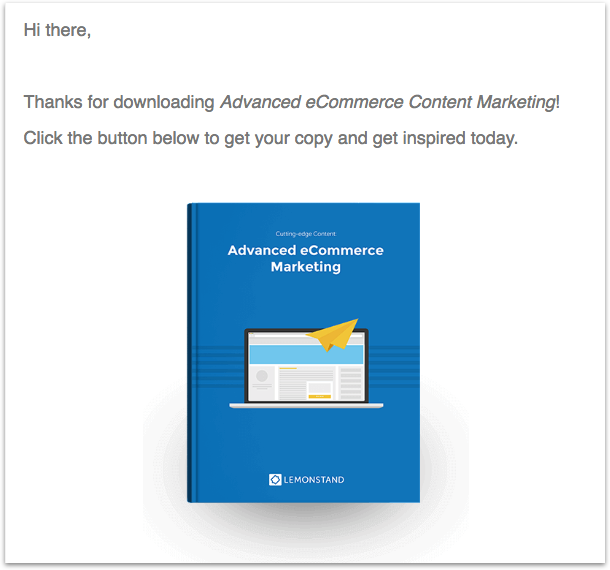 Hi there,
Thanks for downloading Advanced eCommerce Content Marketing!
Click the button below to get your copy and get inspired today.
Cutting-edge Content
Advanced eCommerce
Marketing
LEMONSTAND